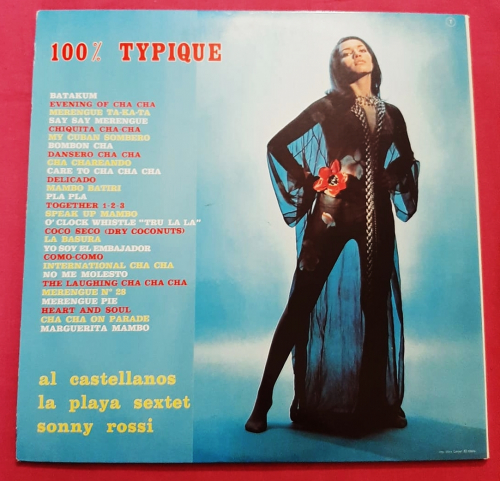 100% TYPIQUE
BATAKUM
EVENING OF CHA CHA
MERENGUE TA-KA-TA
SAY SAY MERENGUE
CHIQUITA CHA-CHA
MY CUBAN SOMBERO
BOMBON CHA
DANSERO CHA CHA
CHA CHAREANDO
CARE TO CHA CHA CHA
DELICADO
MAMBO BATIRI
PLA PLA
TOGETHER 1-2-3
SPEAK UP MAMBO
O' CLOCK WHISTLE "TRU LA LA"
COCO SECO (DRY COCONUTS)
LA BASURA
YO SOY EL EMBAJADOR
COMO-COMO
INTERNATIONAL CHA CHA
NO ME MOLESTO
THE LAUGHING CHA CHA CHA
MERENGUE N° 25
MERENGUE PIE
HEART AND SOUL
CHA CHA ON PARADE
MARGUERITA MAMBO
al castellanos
la playa sextet
sonny rossi